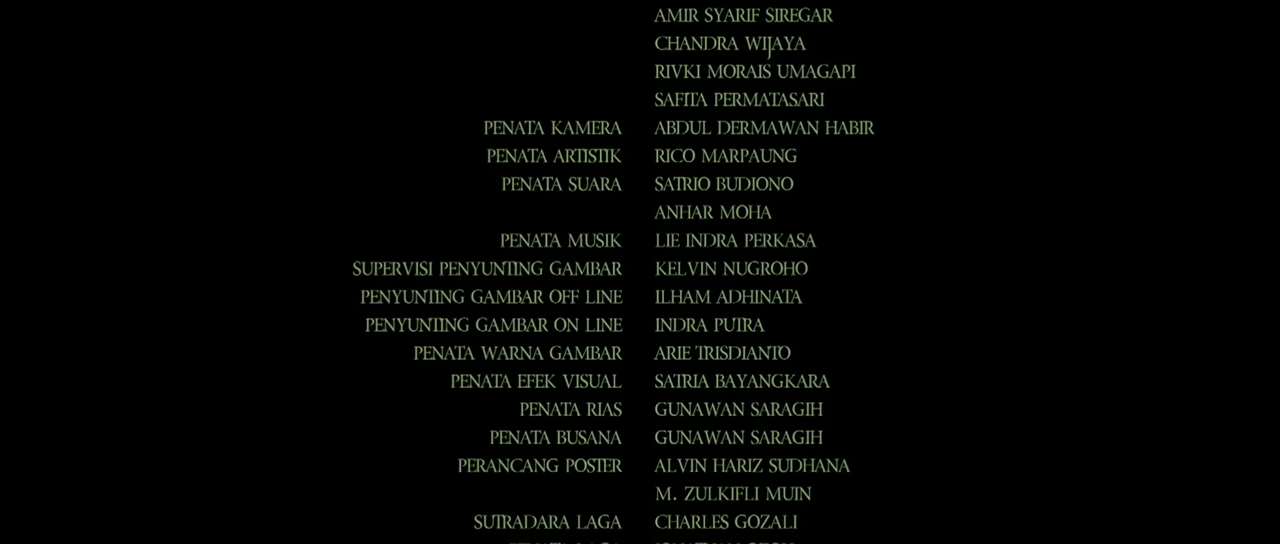 AMIR SYARIF SIREGAR
CHANDRA WIJAYA
RIVKI MORAIS UMAGAPI
SAFITA PERMATASARI
PENATA KAMERA ABDUL DERMAWAN HABIR
PENATA ARTISTIK RICO MARPAUNG
PENATA SUARA SATRIO BUDIONO
ANHAR MOHA
PENATA MUSIK LIE INDRA PERKASA
SUPERVISI PENYUNTING GAMBAR KELVIN NUGROHO
PENYUNTING GAMBAR OFF LINE ILHAM ADHINATA
PENYUNTING GAMBAR ON LINE INDRA PUTRA
PENATA WARNA GAMBAR ARIE TRISDIANTO
PENATA EFEK VISUAL SATRIA BAYANGKARA
PENATA RIAS GUNAWAN SARAGIH
PENATA BUSANA GUNAWAN SARAGIH
PERANCANG POSTER ALVIN HARIZ SUDHANA
M. ZULKIFLI MUIN
SUTRADARA LAGA CHARLES GOZALI